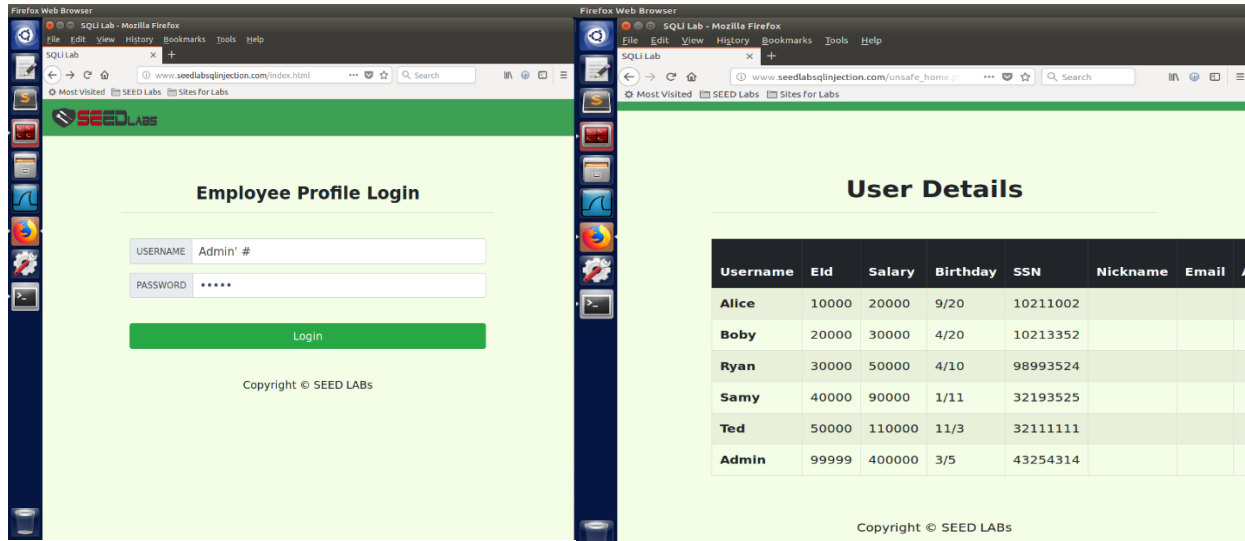 Firefox Web Browser
SQLi Lab - Mozilla Firefox
File Edit View History Bookmarks Tools Help
SQLi Lab
www.seedlabsqlinjection.com/index.html
Search
Most Visited SEED Labs Sites for Labs
SEEDLABS
Employee Profile Login
USERNAME Admin' #
PASSWORD •••••
Login
Copyright © SEED LABs
Firefox Web Browser
SQLi Lab - Mozilla Firefox
File Edit View History Bookmarks Tools Help
SQLi Lab
www.seedlabsqlinjection.com/unsafe_home.p
Search
Most Visited SEED Labs Sites for Labs
User Details
Username EId Salary Birthday SSN Nickname Email
Alice 10000 20000 9/20 10211002
Boby 20000 30000 4/20 10213352
Ryan 30000 50000 4/10 98993524
Samy 40000 90000 1/11 32193525
Ted 50000 110000 11/3 32111111
Admin 99999 400000 3/5 43254314
Copyright © SEED LABs